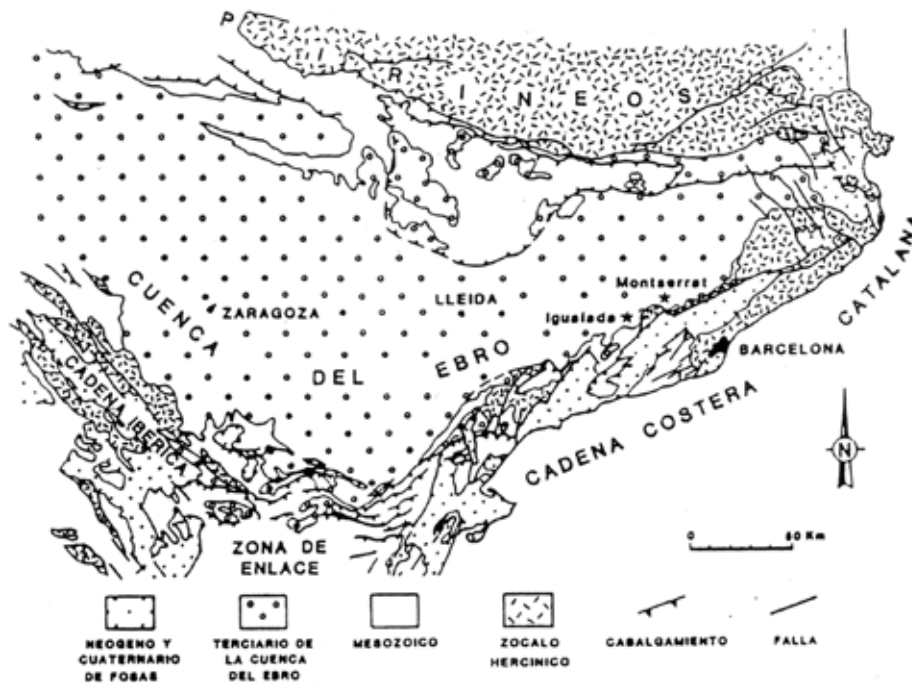 PIRINEOS
Montserrat
CUENCA DEL EBRO
ZARAGOZA
LLEIDA
Igualada
BARCELONA
CADENA IBERICA
CADENA COSTERA CATALANA
N
0 50 Km
ZONA DE
ENLACE
NEOGENO Y
CUATERNARIO
DE FOSAS
TERCIARIO DE
LA CUENCA
DEL EBRO
MESOZOICO
ZOCALO
HERCINICO
CABALGAMIENTO
FALLA